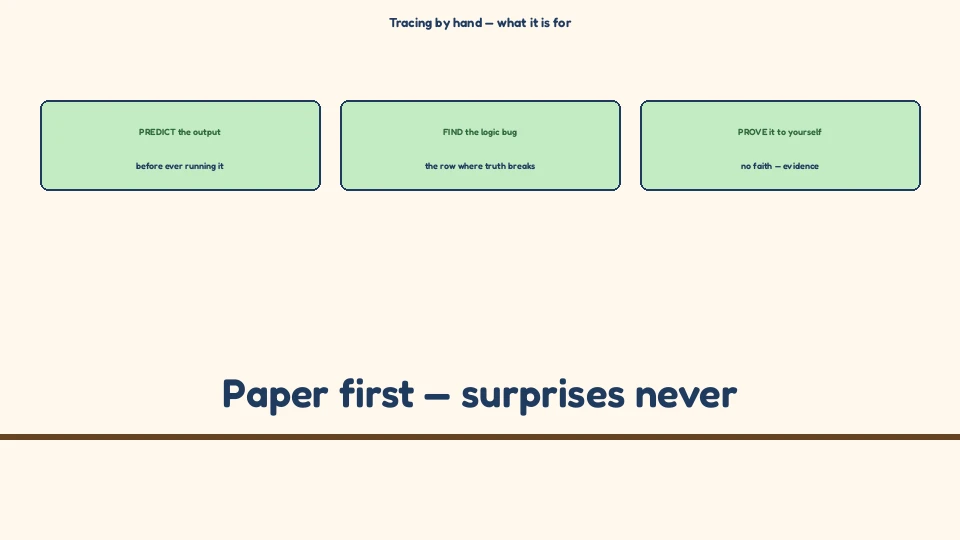 Tracing by hand — what it is for
PREDICT the output
before ever running it
FIND the logic bug
the row where truth breaks
PROVE it to yourself
no faith — evidence
Paper first — surprises never